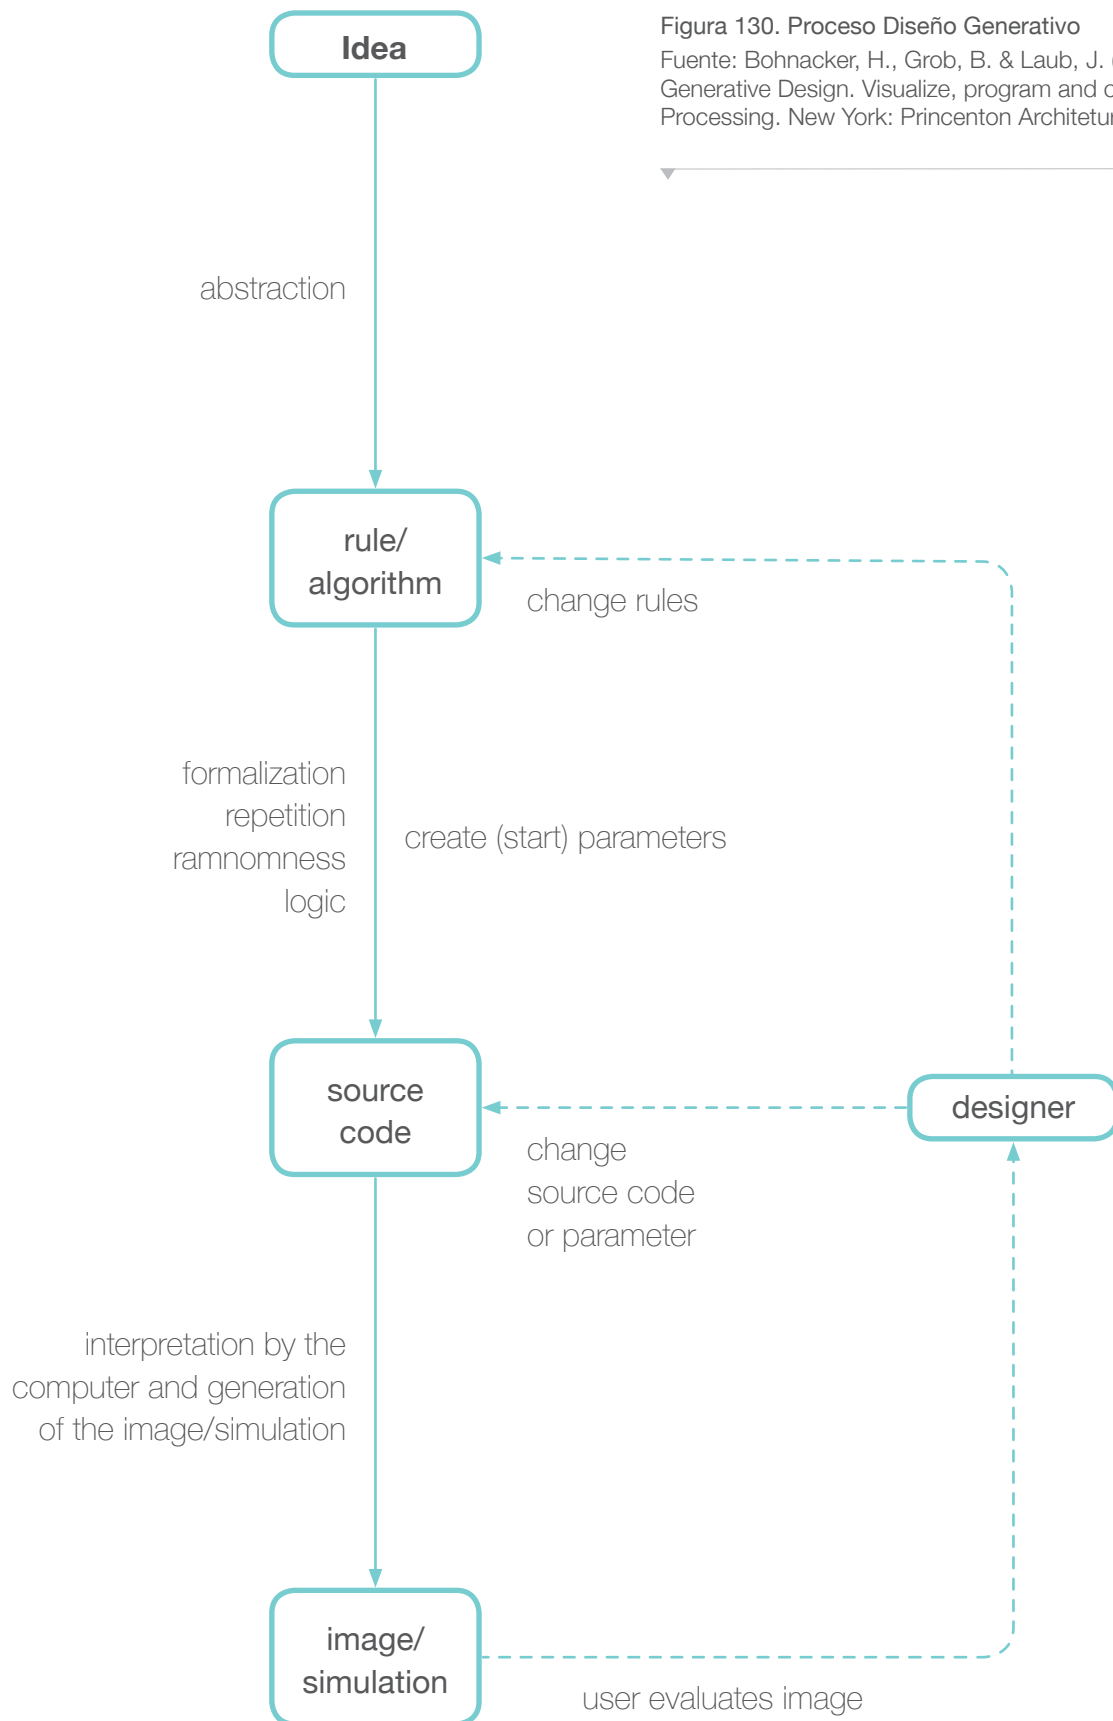 Idea
Figura 130. Proceso Diseño Generativo
Fuente: Bohnacker, H., Grob, B. & Laub, J. (
Generative Design. Visualize, program and
Processing. New York: Princenton
abstraction
rule/
algorithm
change rules
formalization
repetition
ramnomness
logic
create (start) parameters
source
code
designer
change
source code
or parameter
interpretation by the
computer and generation
of the image/simulation
image/
simulation
user evaluates image